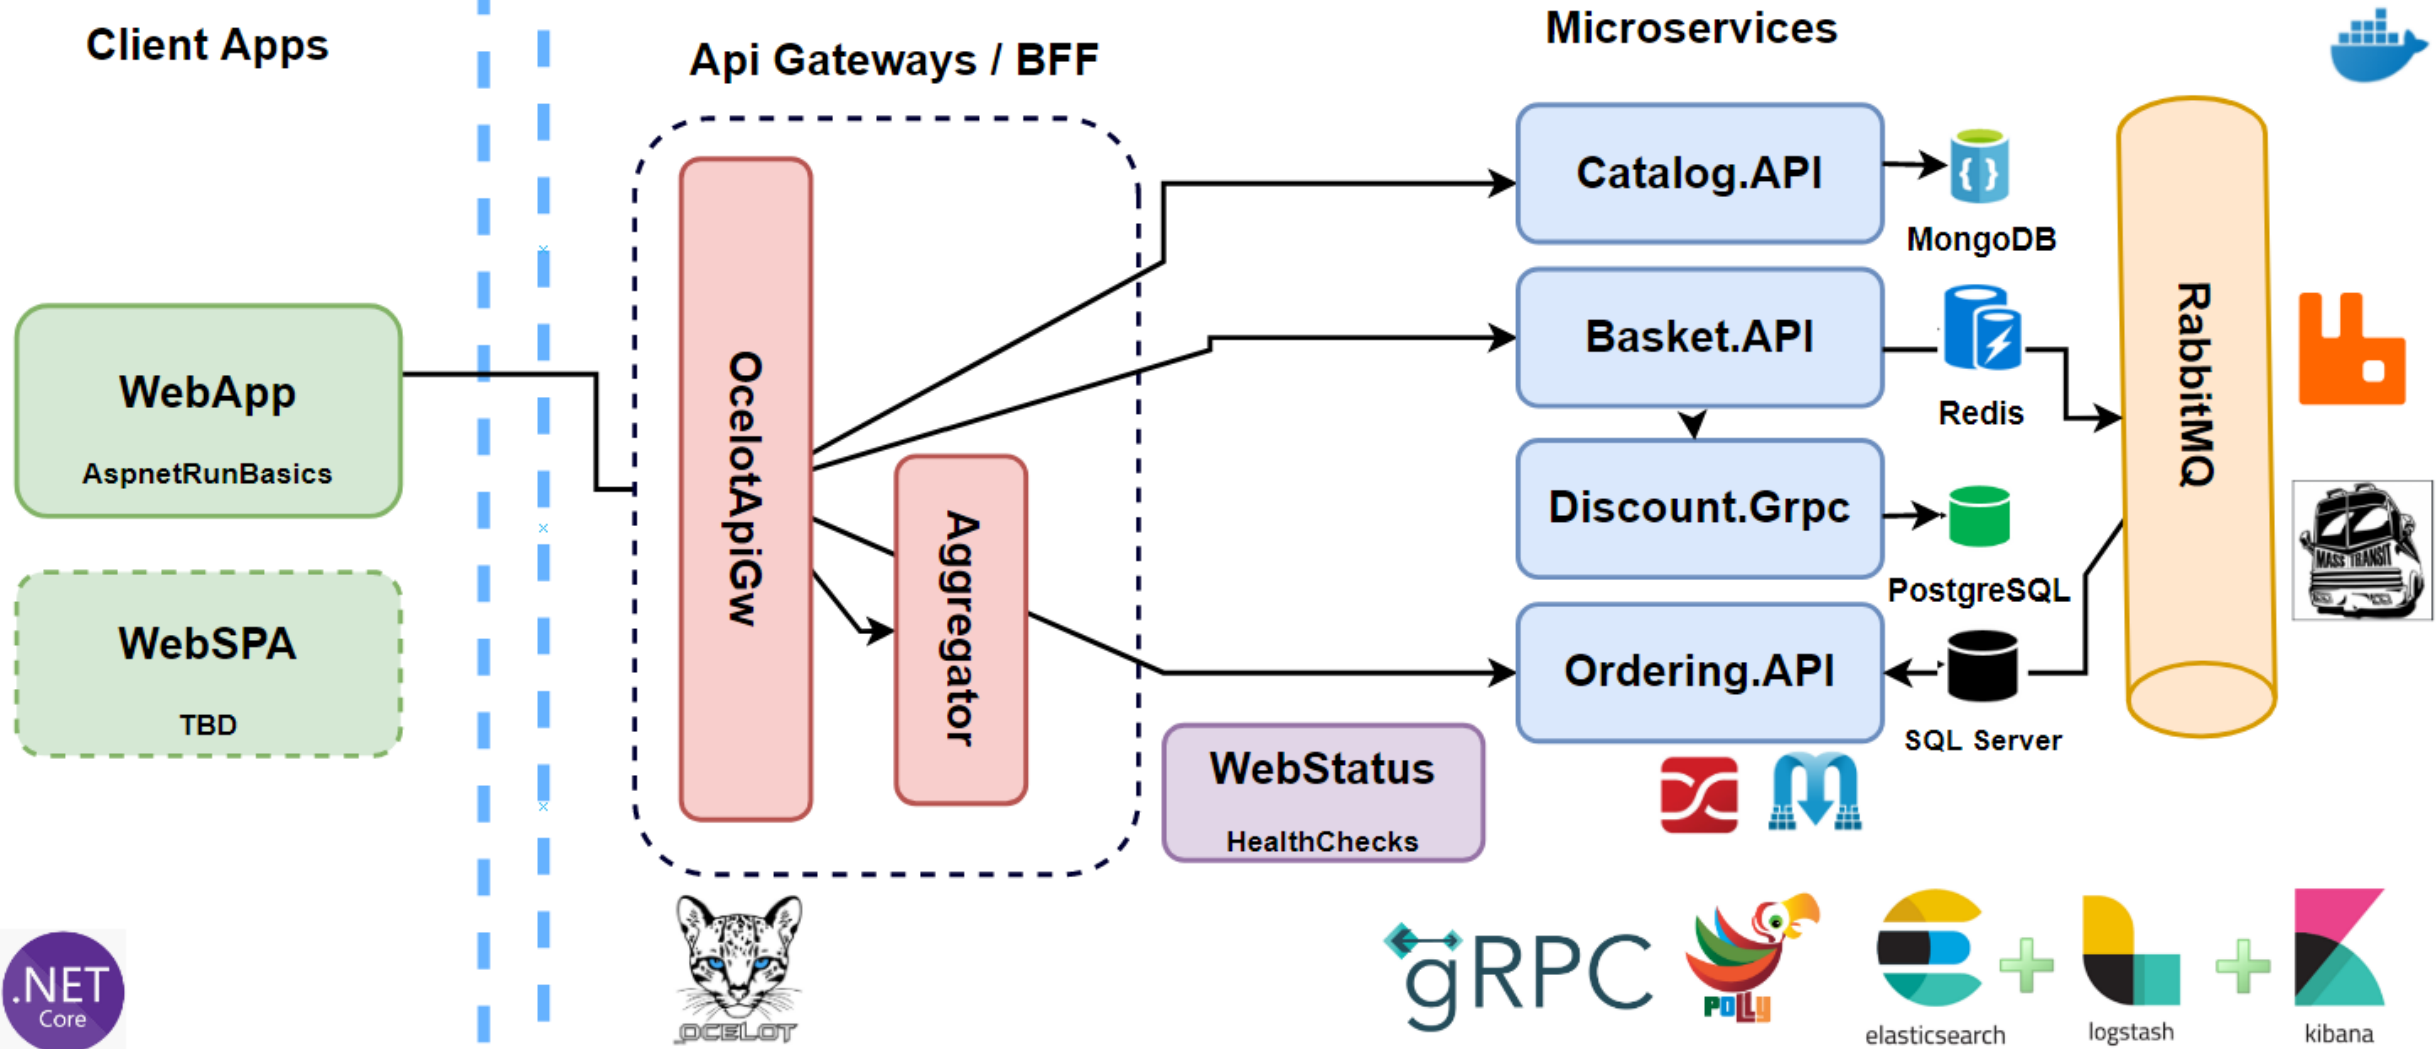 Client Apps
Api Gateways / BFF
Microservices
WebApp
AspnetRunBasics
WebSPA
TBD
OcelotApiGw
Aggregator
Catalog.API
MongoDB
Basket.API
Redis
Discount.Grpc
PostgreSQL
Ordering.API
SQL Server
RabbitMQ
MASS TRANSIT
WebStatus
HealthChecks
.NET
Core
OCELOT
gRPC
POLLY
elasticsearch
logstash
kibana